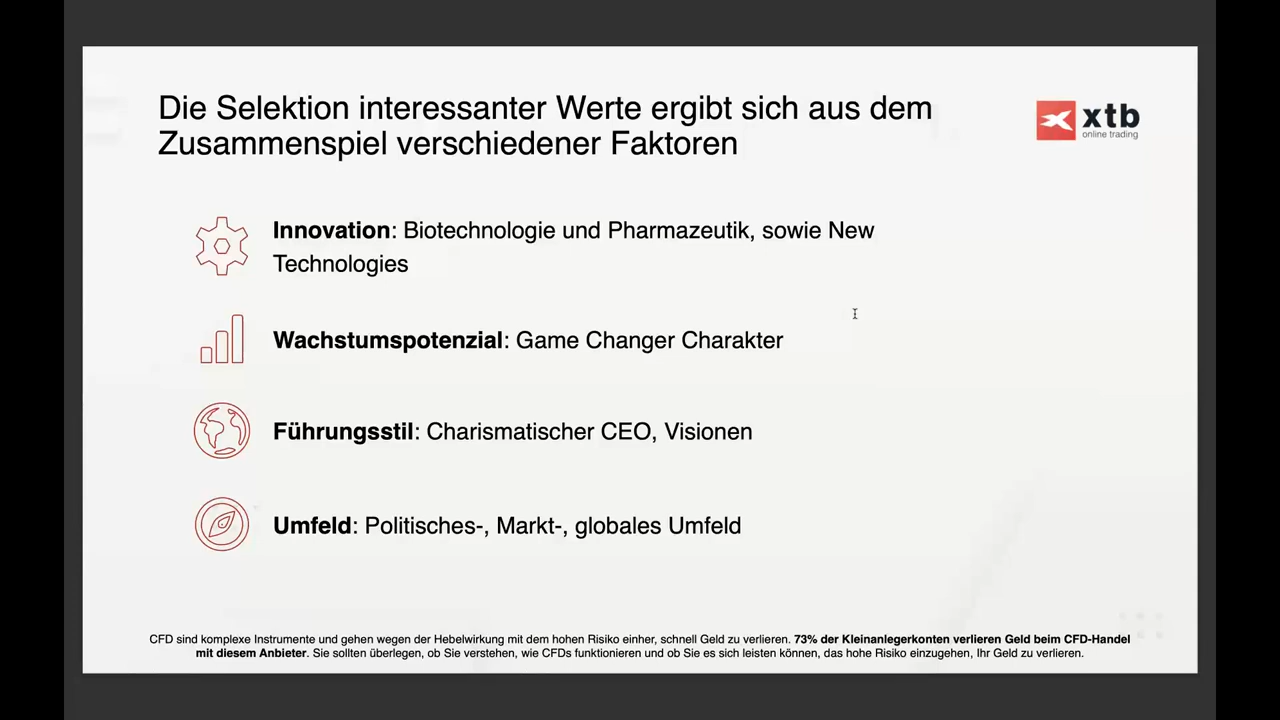 Die Selektion interessanter Werte ergibt sich aus dem
Zusammenspiel verschiedener Faktoren
xtb
online trading
Innovation: Biotechnologie und Pharmazeutik, sowie New
Technologies
Wachstumspotenzial: Game Changer Charakter
Führungsstil: Charismatischer CEO, Visionen
Umfeld: Politisches-, Markt-, globales Umfeld
CFD sind komplexe Instrumente und gehen wegen der Hebelwirkung mit dem hohen Risiko einher, schnell Geld zu verlieren. 73% der Kleinanlegerkonten verlieren Geld beim CFD-Handel
mit diesem Anbieter. Sie sollten überlegen, ob Sie verstehen, wie CFDs funktionieren und ob Sie es sich leisten können, das hohe Risiko einzugehen, Ihr Geld zu verlieren.